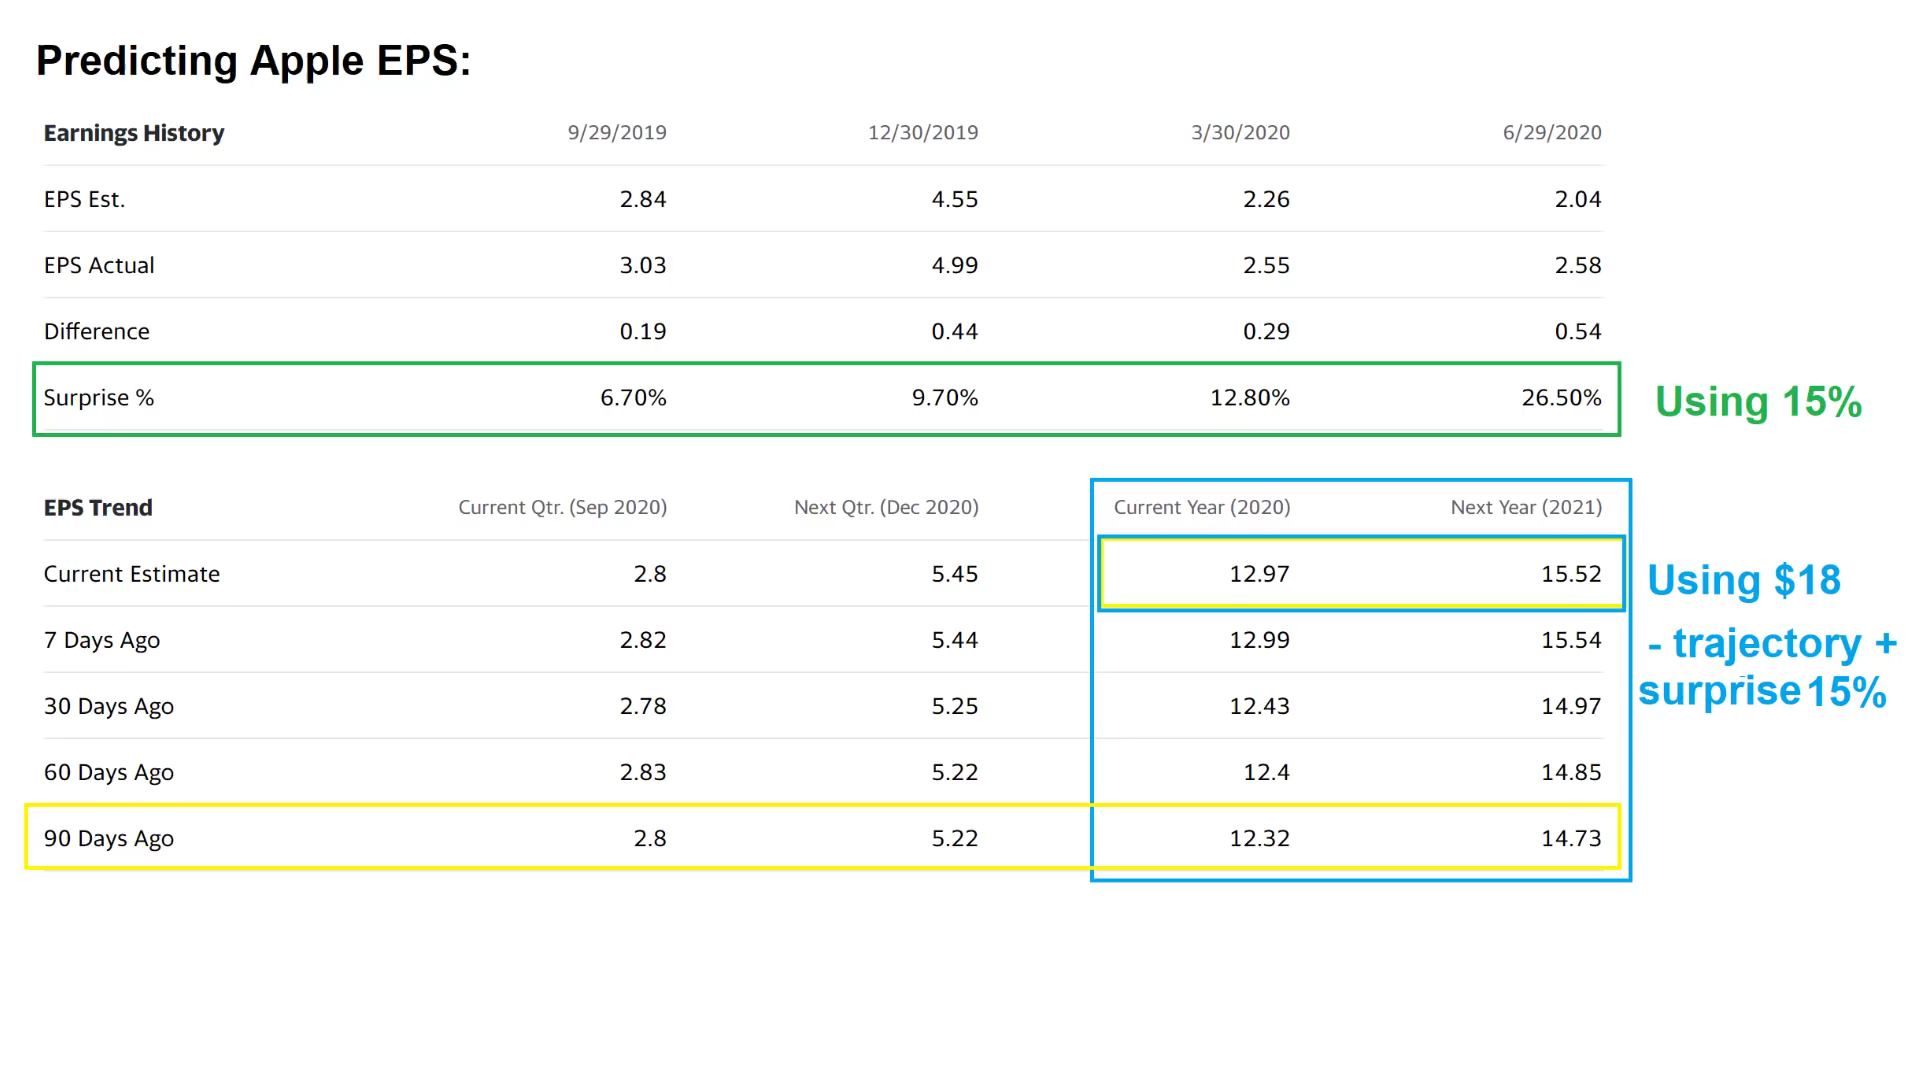 Predicting Apple EPS:
Earnings History 9/29/2019 12/30/2019 3/30/2020 6/29/2020
EPS Est. 2.84 4.55 2.26 2.04
EPS Actual 3.03 4.99 2.55 2.58
Difference 0.19 0.44 0.29 0.54
Surprise % 6.70% 9.70% 12.80% 26.50% Using 15%
EPS Trend Current Qtr. (Sep 2020) Next Qtr. (Dec 2020) Current Year (2020) Next Year (2021)
Current Estimate 2.8 5.45 12.97 15.52 Using $18
7 Days Ago 2.82 5.44 12.99 15.54 - trajectory +
30 Days Ago 2.78 5.25 12.43 14.97 surprise 15%
60 Days Ago 2.83 5.22 12.4 14.85
90 Days Ago 2.8 5.22 12.32 14.73